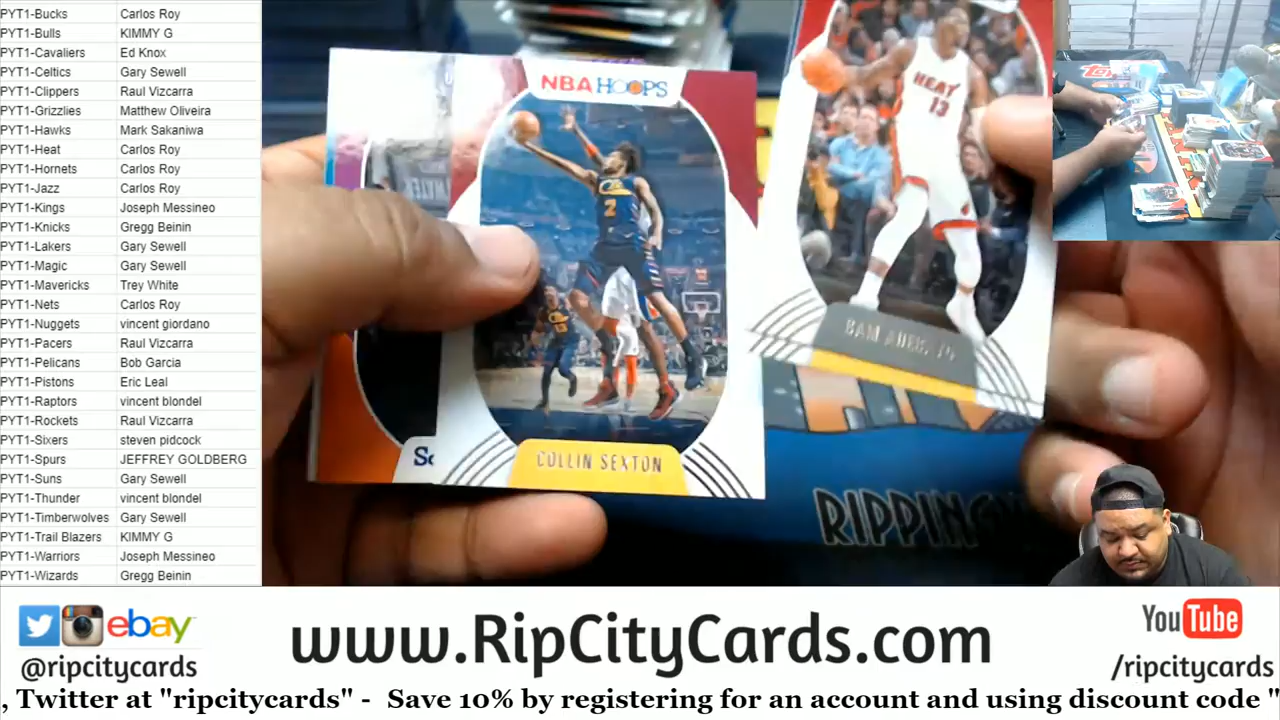 PYT1-Bucks Carlos Roy
PYT1-Bulls KIMMY G
PYT1-Cavaliers Ed Knox
PYT1-Celtics Gary Sewell
PYT1-Clippers Raul Vizcarra
PYT1-Grizzlies Matthew Oliveira
PYT1-Hawks Mark Sakaniwa
PYT1-Heat Carlos Roy
PYT1-Hornets Carlos Roy
PYT1-Jazz Carlos Roy
PYT1-Kings Joseph Messineo
PYT1-Knicks Gregg Beinin
PYT1-Lakers Gary Sewell
PYT1-Magic Gary Sewell
PYT1-Mavericks Trey White
PYT1-Nets Carlos Roy
PYT1-Nuggets vincent giordano
PYT1-Pacers Raul Vizcarra
PYT1-Pelicans Bob Garcia
PYT1-Pistons Eric Leal
PYT1-Raptors vincent blondel
PYT1-Rockets Raul Vizcarra
PYT1-Sixers steven pidcock
PYT1-Spurs JEFFREY GOLDBERG
PYT1-Suns Gary Sewell
PYT1-Thunder vincent blondel
PYT1-Timberwolves Gary Sewell
PYT1-Trail Blazers KIMMY G
PYT1-Warriors Joseph Messineo
PYT1-Wizards Gregg Beinin
NBA HOOPS
2
COLLIN SEXTON
HEAT
13
BAM
RIPPIN
ebay
@ripcitycards
www.RipCityCards.com
YouTube
/ripcitycards
, Twitter at "ripcitycards" - Save 10% by registering for an account and using discount code "